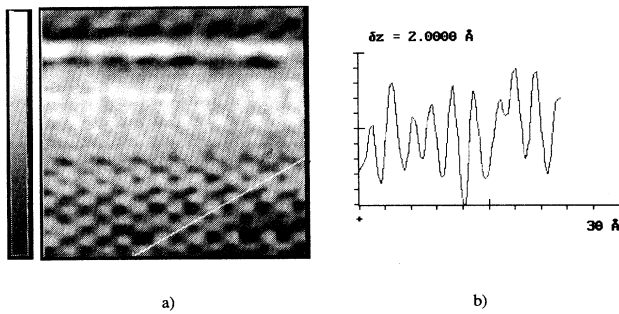 δz = 2.0000 Å
30 Å
a)
b)